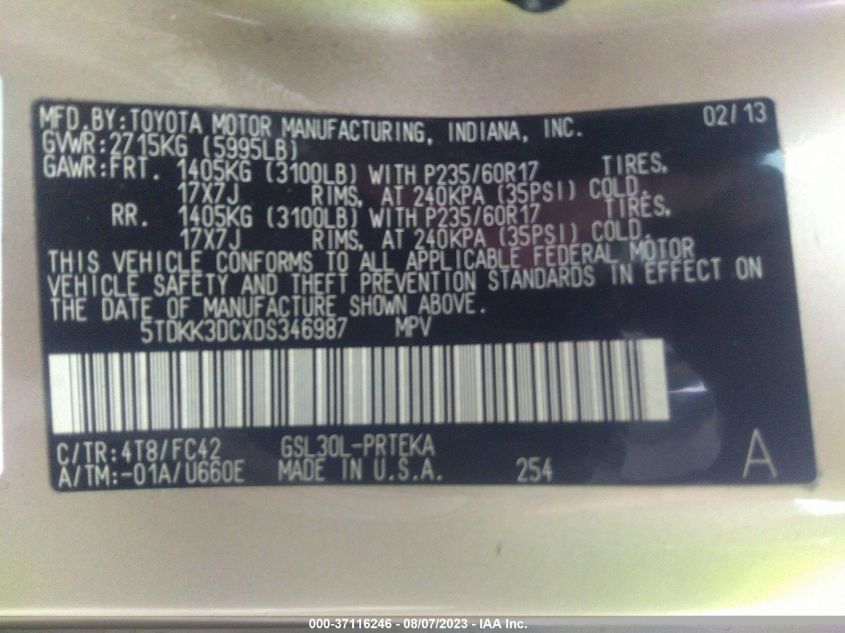 MFD. BY: TOYOTA MOTOR MANUFACTURING, INDIANA, INC. 02/13
GVWR: 2715KG (5995LB)
GAWR: FRT. 1405KG (3100LB) WITH P235/60R17 TIRES,
17X7J RIMS, AT 240KPA (35PSI) COLD.
RR. 1405KG (3100LB) WITH P235/60R17 TIRES,
17X7J RIMS, AT 240KPA (35PSI) COLD.
THIS VEHICLE CONFORMS TO ALL APPLICABLE FEDERAL MOTOR
VEHICLE SAFETY AND THEFT PREVENTION STANDARDS IN EFFECT ON
THE DATE OF MANUFACTURE SHOWN ABOVE.
5TDKK3DCXDS346987 MPV
C/TR: 4T8/FC42 GSL30L-PRTEKA
A/TM: -01A/U660E MADE IN U.S.A. 254 A
000-37116246 - 08/07/2023 - IAA Inc.